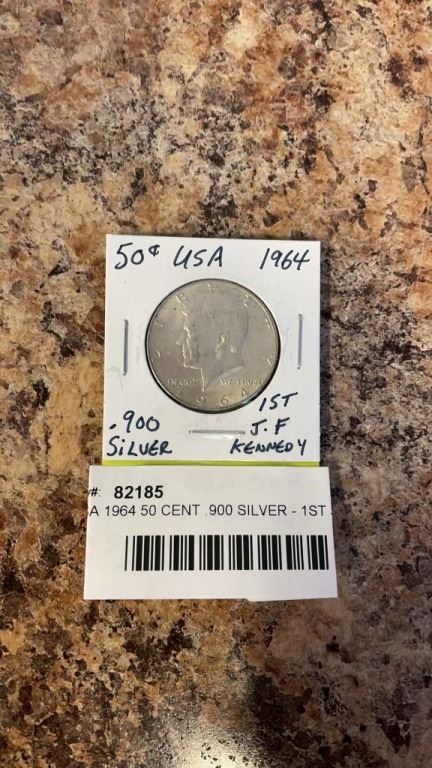 50¢ USA 1964
LIBERTY
IN GOD WE TRUST
1964
.900
SILVER
1ST
J.F
KENNEDY
#: 82185
A 1964 50 CENT .900 SILVER - 1ST